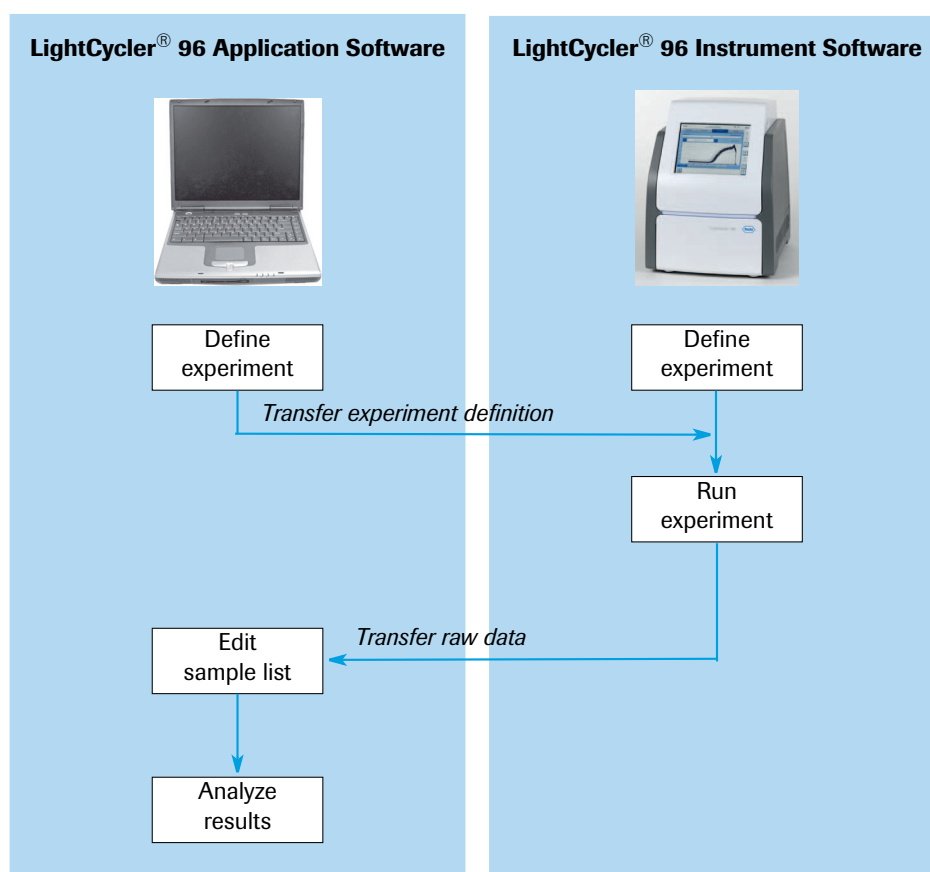 LightCycler® 96 Application Software
Define
experiment
Transfer experiment definition
Edit
sample list
Analyze
results
LightCycler® 96 Instrument Software
Define
experiment
Run
experiment
Transfer raw data